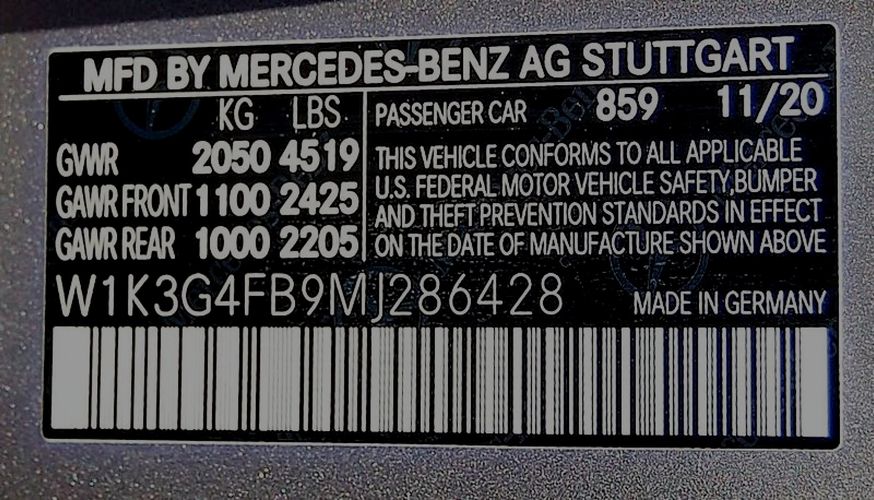 MFD BY MERCEDES-BENZ AG STUTTGART
KG LBS
GVWR 2050 4519
GAWR FRONT 1100 2425
GAWR REAR 1000 2205
PASSENGER CAR 859 11/20
THIS VEHICLE CONFORMS TO ALL APPLICABLE
U.S. FEDERAL MOTOR VEHICLE SAFETY,BUMPER
AND THEFT PREVENTION STANDARDS IN EFFECT
ON THE DATE OF MANUFACTURE SHOWN ABOVE
W1K3G4FB9MJ286428
MADE IN GERMANY